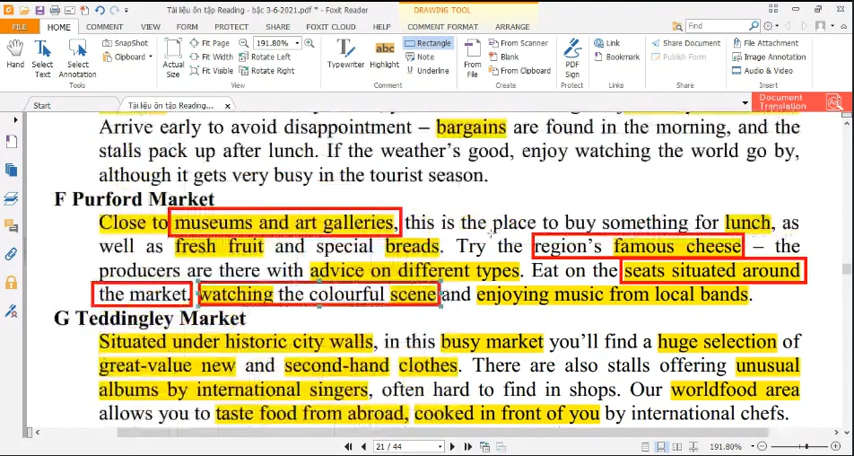 Tài liệu ôn tập Reading - bậc 3-6-2021.pdf * - Foxit Reader
DRAWING TOOL
FILE HOME COMMENT VIEW FORM PROTECT SHARE FOXIT CLOUD HELP COMMENT FORMAT ARRANGE
Find
Hand
Select Text
Select Annotation
SnapShot
Clipboard
Actual Size
Fit Page
Fit Width
Fit Visible
191.80%
Rotate Left
Rotate Right
Typewriter
Highlight
Rectangle
Note
Underline
From File
From Scanner
Blank
From Clipboard
PDF Sign
Link
Bookmark
Share Document
Publish Form
File Attachment
Image Annotation
Audio & Video
Tools View Comment Create Protect Links Share Insert
Start
Tài liệu ôn tập Reading...
Document Translation
Arrive early to avoid disappointment – bargains are found in the morning, and the
stalls pack up after lunch. If the weather's good, enjoy watching the world go by,
although it gets very busy in the tourist season.
F Purford Market
Close to museums and art galleries, this is the place to buy something for lunch, as
well as fresh fruit and special breads. Try the region's famous cheese – the
producers are there with advice on different types. Eat on the seats situated around
the market. watching the colourful scene and enjoying music from local bands.
G Teddingley Market
Situated under historic city walls, in this busy market you'll find a huge selection of
great-value new and second-hand clothes. There are also stalls offering unusual
albums by international singers, often hard to find in shops. Our worldfood area
allows you to taste food from abroad, cooked in front of you by international chefs.
21 / 44
191.80%